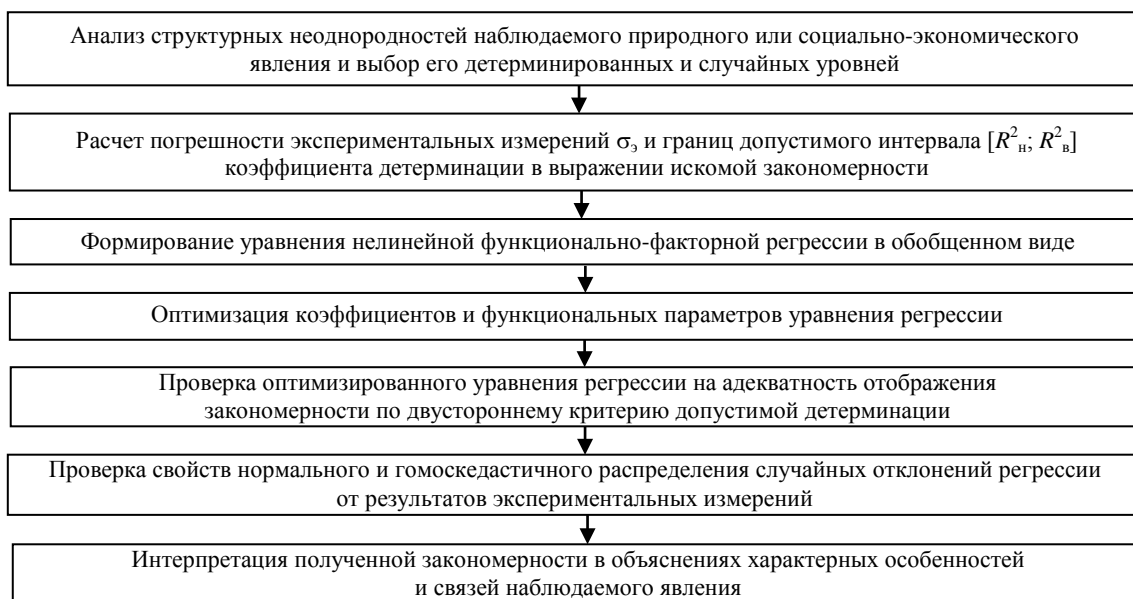 Анализ структурных неоднородностей наблюдаемого природного или социально-экономического
явления и выбор его детерминированных и случайных уровней
Расчет погрешности экспериментальных измерений σэ и границ допустимого интервала [R²н; R²в]
коэффициента детерминации в выражении искомой закономерности
Формирование уравнения нелинейной функционально-факторной регрессии в обобщенном виде
Оптимизация коэффициентов и функциональных параметров уравнения регрессии
Проверка оптимизированного уравнения регрессии на адекватность отображения
закономерности по двустороннему критерию допустимой детерминации
Проверка свойств нормального и гомоскедастичного распределения случайных отклонений регрессии
от результатов экспериментальных измерений
Интерпретация полученной закономерности в объяснениях характерных особенностей
и связей наблюдаемого явления